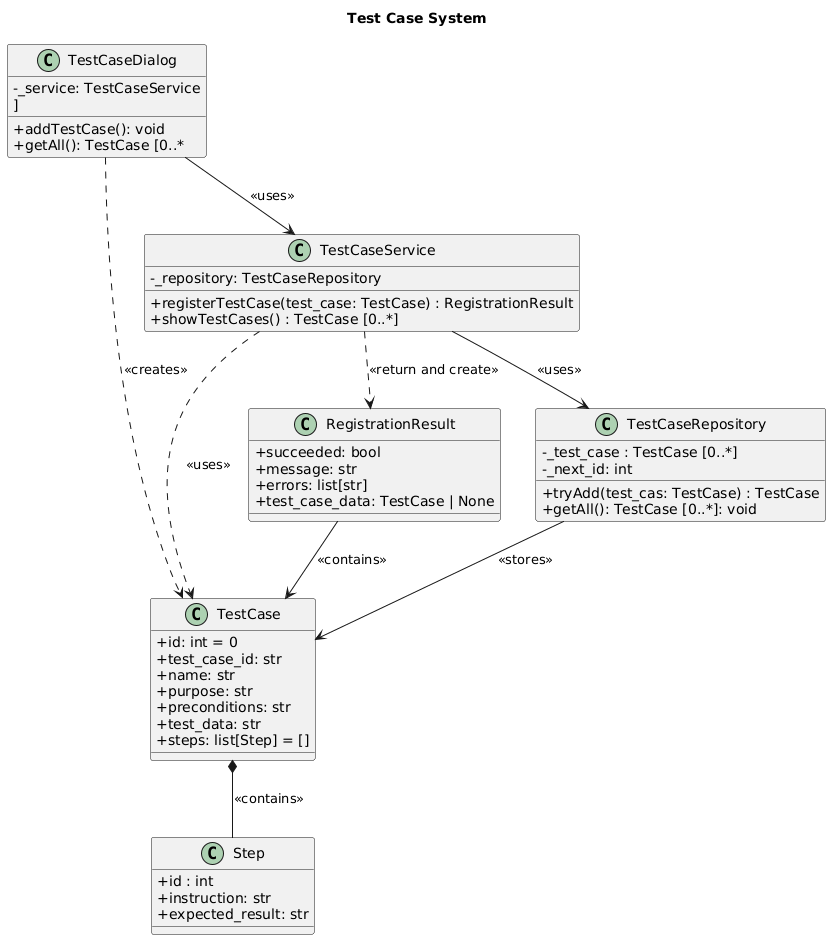 Test Case System
C TestCaseDialog
-_service: TestCaseService
]
+addTestCase(): void
+getAll(): TestCase [0..*
«uses»
C TestCaseService
-_repository: TestCaseRepository
+registerTestCase(test_case: TestCase) : RegistrationResult
+showTestCases() : TestCase [0..*]
«creates»
«return and create»
«uses»
C RegistrationResult
+succeeded: bool
+message: str
+errors: list[str]
+test_case_data: TestCase | None
C TestCaseRepository
-_test_case : TestCase [0..*]
-_next_id: int
+tryAdd(test_cas: TestCase) : TestCase
+getAll(): TestCase [0..*]: void
«uses»
«contains»
«stores»
C TestCase
+id: int = 0
+test_case_id: str
+name: str
+purpose: str
+preconditions: str
+test_data: str
+steps: list[Step] = []
«contains»
C Step
+id : int
+instruction: str
+expected_result: str